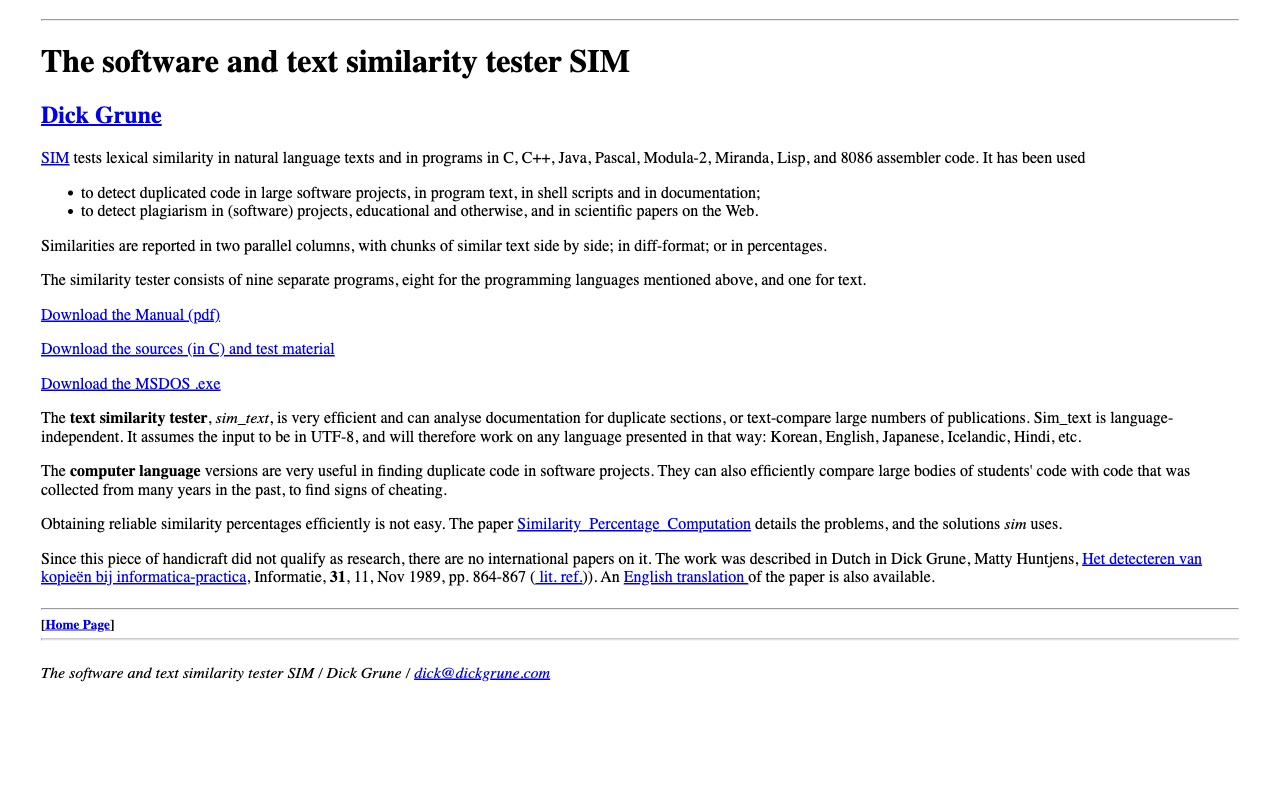 The software and text similarity tester SIM
Dick Grune
SIM tests lexical similarity in natural language texts and in programs in C, C++, Java, Pascal, Modula-2, Miranda, Lisp, and 8086 assembler code. It has been used
• to detect duplicated code in large software projects, in program text, in shell scripts and in documentation;
• to detect plagiarism in (software) projects, educational and otherwise, and in scientific papers on the Web.
Similarities are reported in two parallel columns, with chunks of similar text side by side; in diff-format; or in percentages.
The similarity tester consists of nine separate programs, eight for the programming languages mentioned above, and one for text.
Download the Manual (pdf)
Download the sources (in C) and test material
Download the MSDOS .exe
The text similarity tester, sim_text, is very efficient and can analyse documentation for duplicate sections, or text-compare large numbers of publications. Sim_text is language-
independent. It assumes the input to be in UTF-8, and will therefore work on any language presented in that way: Korean, English, Japanese, Icelandic, Hindi, etc.
The computer language versions are very useful in finding duplicate code in software projects. They can also efficiently compare large bodies of students' code with code that was
collected from many years in the past, to find signs of cheating.
Obtaining reliable similarity percentages efficiently is not easy. The paper Similarity_Percentage_Computation details the problems, and the solutions sim uses.
Since this piece of handicraft did not qualify as research, there are no international papers on it. The work was described in Dutch in Dick Grune, Matty Huntjens, Het detecteren van
kopieën bij informatica-practica, Informatie, 31, 11, Nov 1989, pp. 864-867 ( lit. ref.)). An English translation of the paper is also available.
[Home Page]
The software and text similarity tester SIM / Dick Grune / dick@dickgrune.com